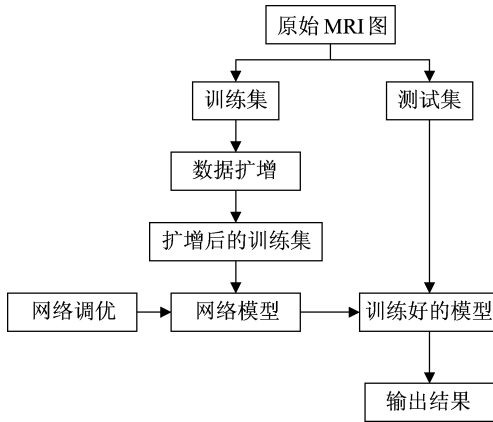 原始MRI图
训练集
测试集
数据扩增
扩增后的训练集
网络调优
网络模型
训练好的模型
输出结果